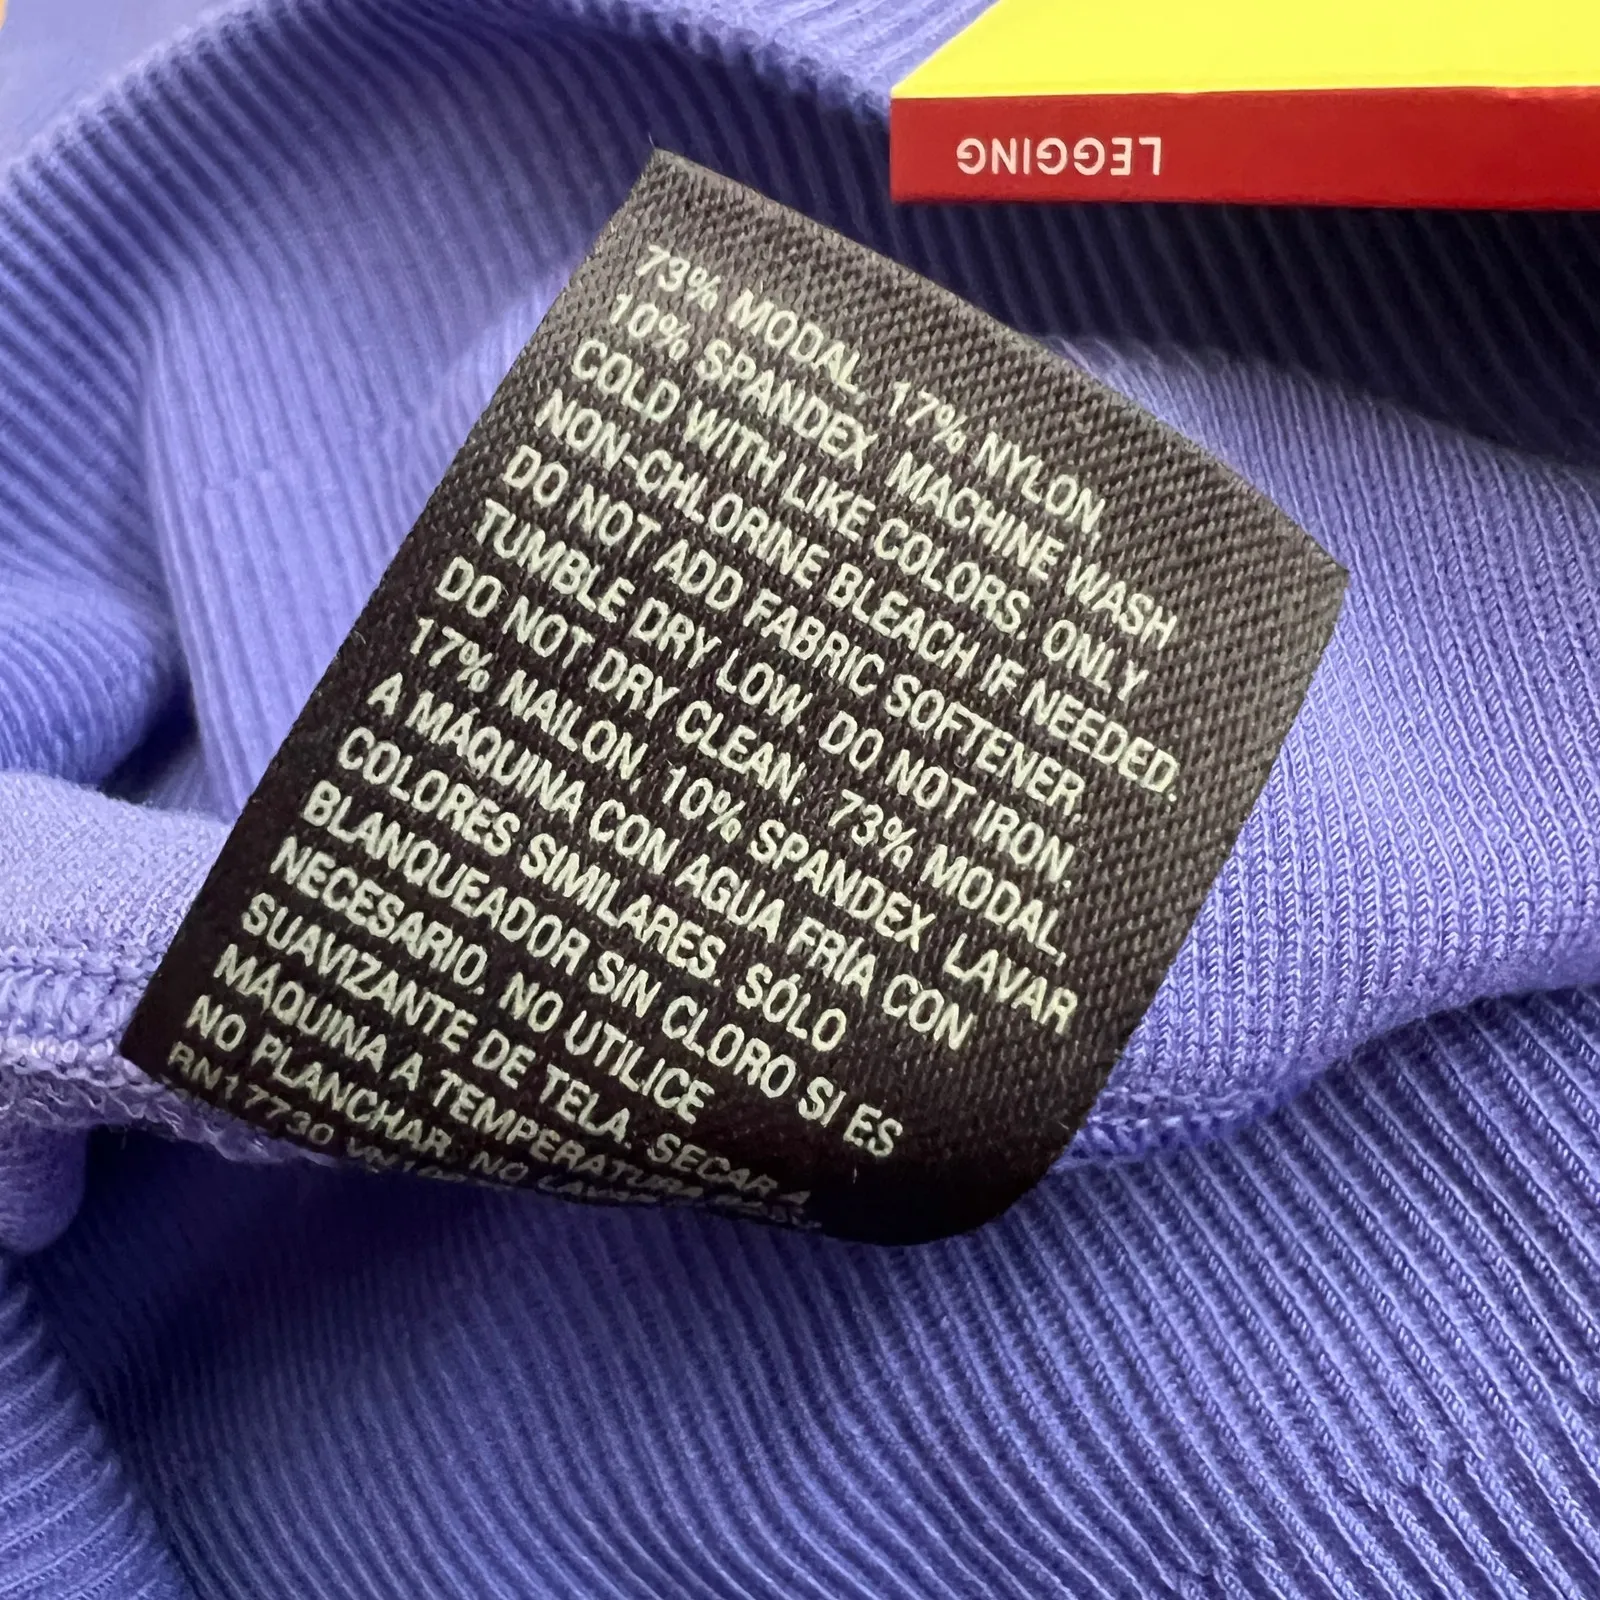 LEGGING
73% MODAL, 17% NYLON,
10% SPANDEX MACHINE WASH
COLD WITH LIKE COLORS. ONLY
NON-CHLORINE BLEACH IF NEEDED.
DO NOT ADD FABRIC SOFTENER.
TUMBLE DRY LOW. DO NOT IRON.
DO NOT DRY CLEAN. 73% MODAL,
17% NAILON, 10% SPANDEX LAVAR
A MÁQUINA CON AGUA FRÍA CON
COLORES SIMILARES. SÓLO
BLANQUEADOR SIN CLORO SI ES
NECESARIO. NO UTILICE
SUAVIZANTE DE TELA. SECAR A
MÁQUINA A TEMPERATURA
NO PLANCHAR. NO
RN17730